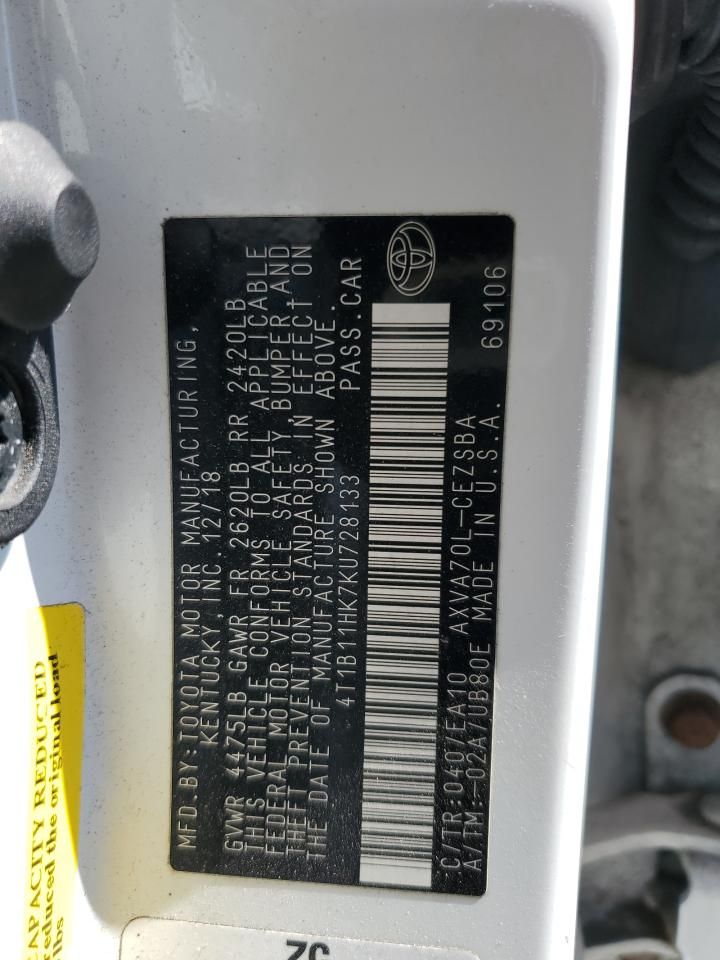 MFD.BY:TOYOTA MOTOR MANUFACTURING,
KENTUCKY, INC. 12/18
GVWR 4475LB GAWR FR 2620LB RR 2420LB
THIS VEHICLE CONFORMS TO ALL APPLICABLE
FEDERAL MOTOR VEHICLE SAFETY, BUMPER, AND
THEFT PREVENTION STANDARDS IN EFFECT ON
THE DATE OF MANUFACTURE SHOWN ABOVE.
4T1B11HK7KU728133 PASS.CAR
C/TR:040/EA10 AXVA70L-CEZSBA 69106
A/TM:-02A/UB80E MADE IN U.S.A.
CAPACITY REDUCED
reduced the original load
lbs